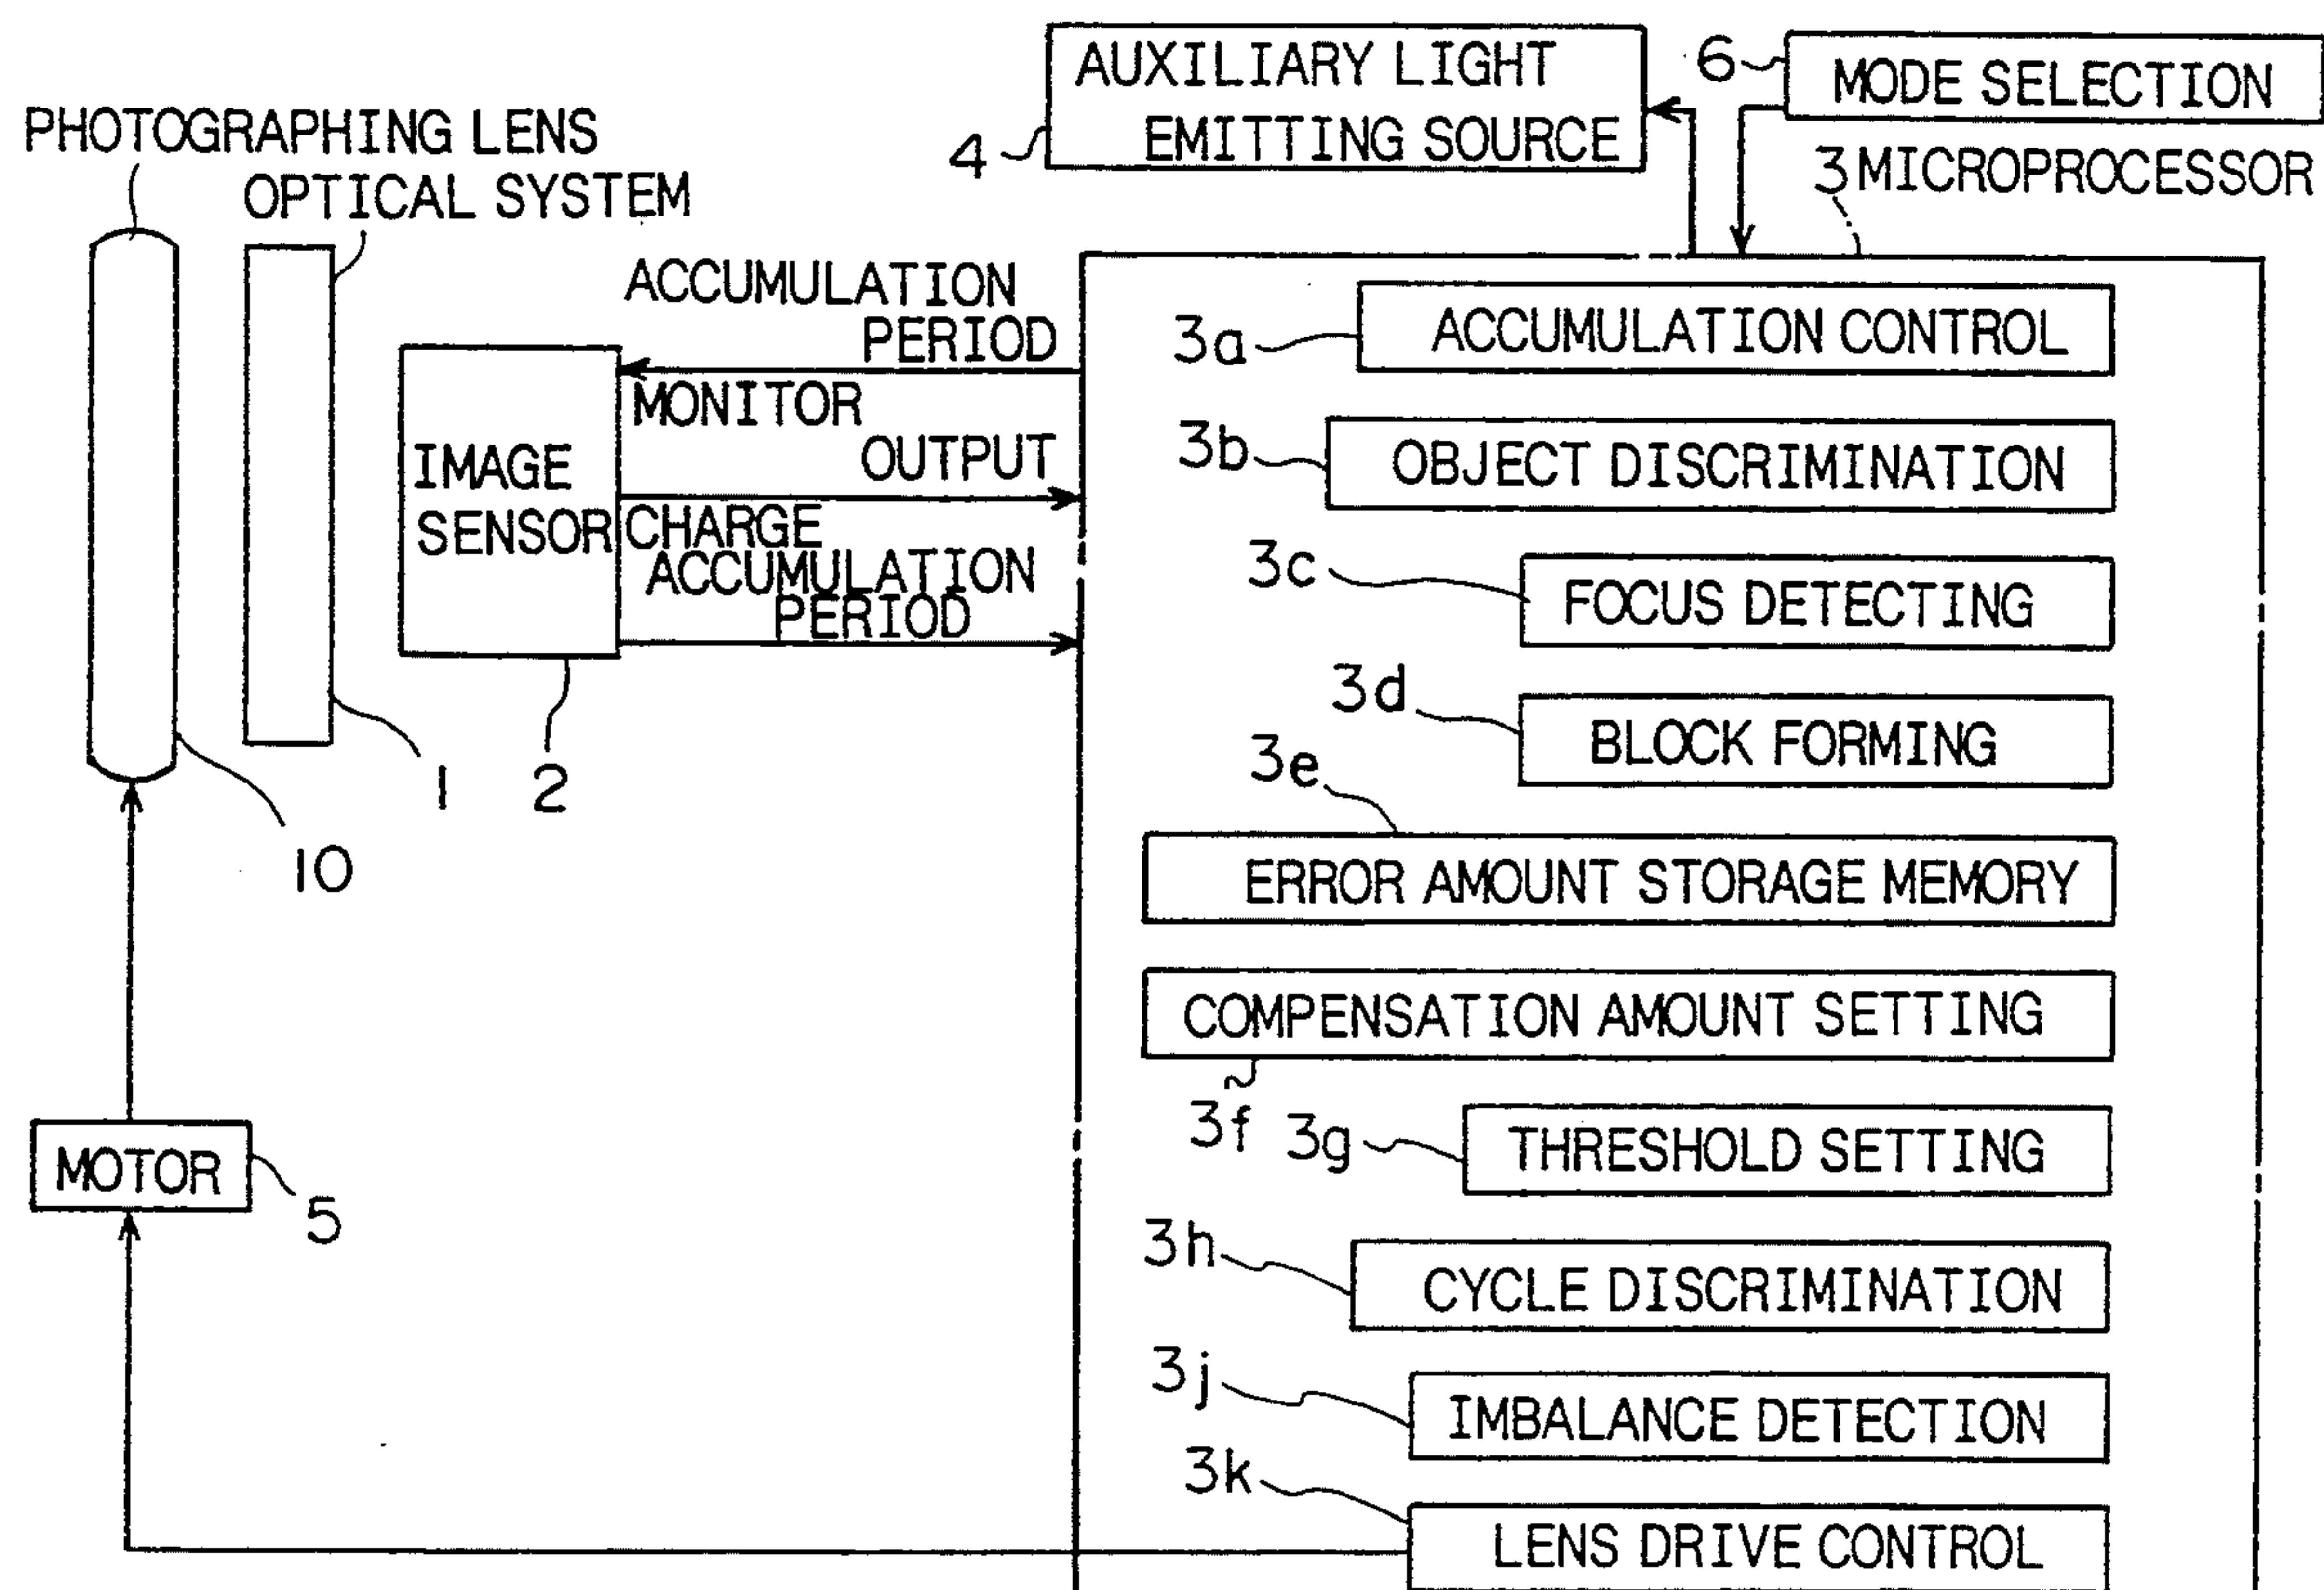 AUXILIARY LIGHT
EMITTING SOURCE
4
6
MODE SELECTION
PHOTOGRAPHING LENS
OPTICAL SYSTEM
3 MICROPROCESSOR
ACCUMULATION
PERIOD
MONITOR
OUTPUT
CHARGE
ACCUMULATION
PERIOD
IMAGE
SENSOR
1
2
10
MOTOR
5
3a
ACCUMULATION CONTROL
3b
OBJECT DISCRIMINATION
3c
FOCUS DETECTING
3d
BLOCK FORMING
3e
ERROR AMOUNT STORAGE MEMORY
COMPENSATION AMOUNT SETTING
3f
3g
THRESHOLD SETTING
3h
CYCLE DISCRIMINATION
3j
IMBALANCE DETECTION
3k
LENS DRIVE CONTROL